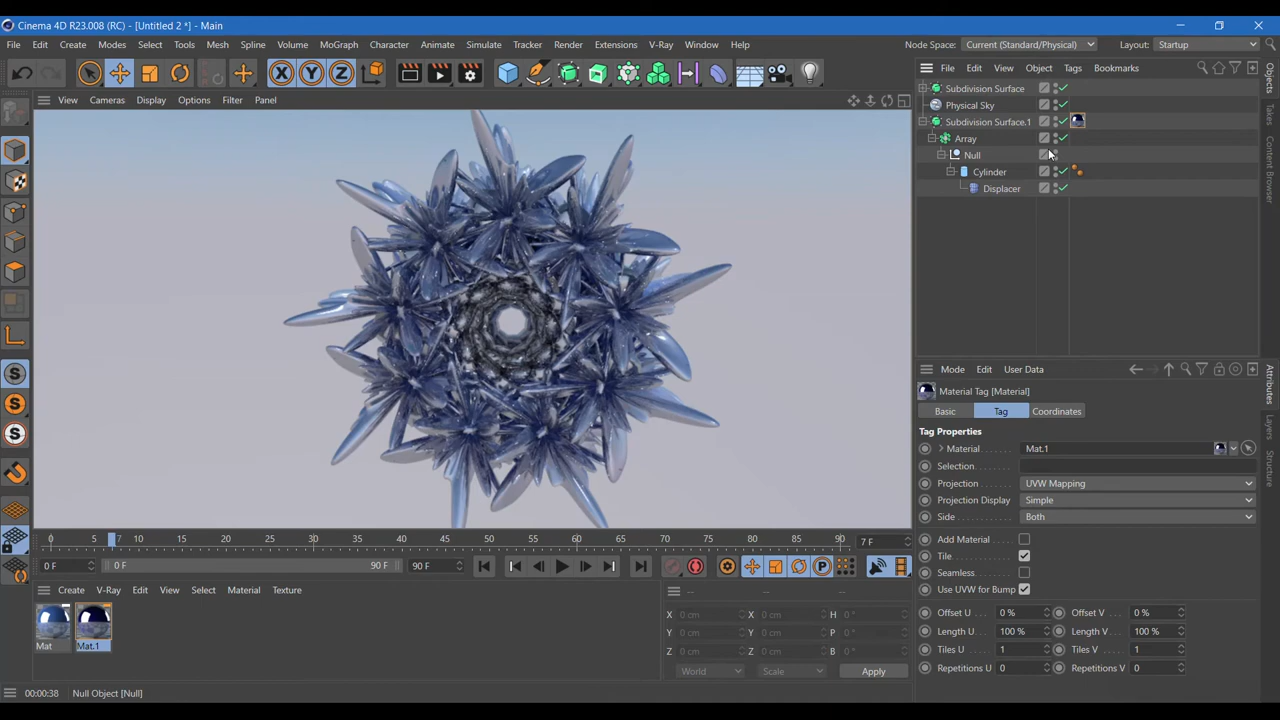 Cinema 4D R23.008 (RC) - [Untitled 2 *] - Main
File Edit Create Modes Select Tools Mesh Spline Volume MoGraph Character Animate Simulate Tracker Render Extensions V-Ray Window Help Node Space: Current (Standard/Physical) Layout: Startup
File Edit View Object Tags Bookmarks
View Cameras Display Options Filter Panel
Subdivision Surface
Physical Sky
Subdivision Surface.1
Array
Null
Cylinder
Displacer
Objects
Takes
Content Browser
Mode Edit User Data
Material Tag [Material]
Basic Tag Coordinates
Tag Properties
Material Mat.1
Selection
Projection UVW Mapping
Projection Display Simple
Side Both
Add Material
Tile
Seamless
Use UVW for Bump
Offset U 0 % Offset V 0 %
Length U 100 % Length V 100 %
Tiles U 1 Tiles V 1
Repetitions U 0 Repetitions V 0
Attributes
Layers
Structure
0 5 7 10 15 20 25 30 35 40 45 50 55 60 65 70 75 80 85 90 7 F
0 F 0 F 90 F 90 F
Create V-Ray Edit View Select Material Texture
-- -- --
X 0 cm X 0 cm H 0 °
Y 0 cm Y 0 cm P 0 °
Z 0 cm Z 0 cm B 0 °
World Scale Apply
Mat Mat.1
00:00:38 Null Object [Null]